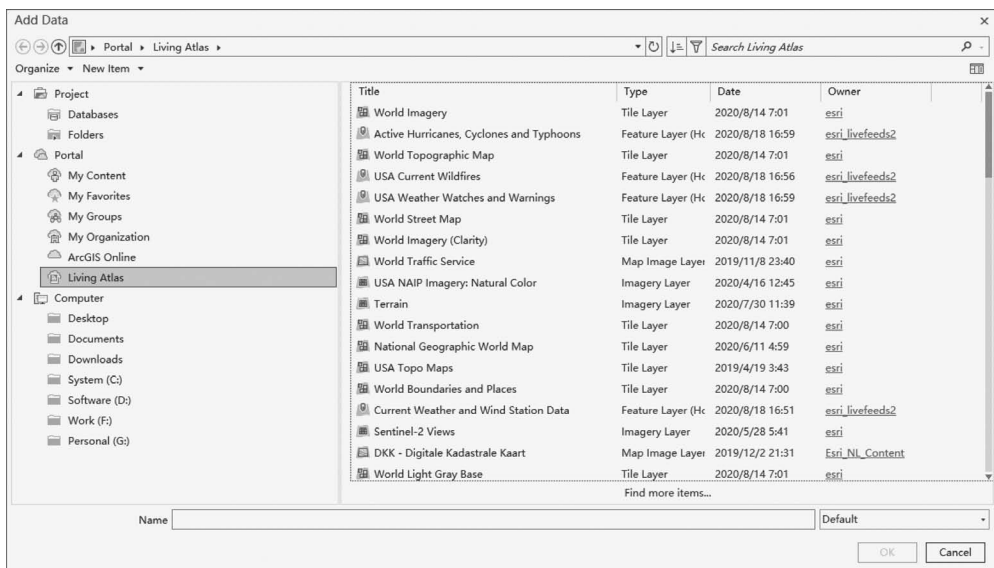 Add Data
Portal Living Atlas
Search Living Atlas
Organize New Item
Project
Databases
Folders
Portal
My Content
My Favorites
My Groups
My Organization
ArcGIS Online
Living Atlas
Computer
Desktop
Documents
Downloads
System (C:)
Software (D:)
Work (F:)
Personal (G:)
Title Type Date Owner
World Imagery Tile Layer 2020/8/14 7:01 esri
Active Hurricanes, Cyclones and Typhoons Feature Layer (Hc 2020/8/18 16:59 esri_livefeeds2
World Topographic Map Tile Layer 2020/8/14 7:01 esri
USA Current Wildfires Feature Layer (Hc 2020/8/18 16:56 esri_livefeeds2
USA Weather Watches and Warnings Feature Layer (Hc 2020/8/18 16:59 esri_livefeeds2
World Street Map Tile Layer 2020/8/14 7:01 esri
World Imagery (Clarity) Tile Layer 2020/8/14 7:01 esri
World Traffic Service Map Image Layer 2019/11/8 23:40 esri
USA NAIP Imagery: Natural Color Imagery Layer 2020/4/16 12:45 esri
Terrain Imagery Layer 2020/7/30 11:39 esri
World Transportation Tile Layer 2020/8/14 7:00 esri
National Geographic World Map Tile Layer 2020/6/11 4:59 esri
USA Topo Maps Tile Layer 2019/4/19 3:43 esri
World Boundaries and Places Tile Layer 2020/8/14 7:00 esri
Current Weather and Wind Station Data Feature Layer (Hc 2020/8/18 16:51 esri_livefeeds2
Sentinel-2 Views Imagery Layer 2020/5/28 5:41 esri
DKK - Digitale Kadastrale Kaart Map Image Layer 2019/12/2 21:31 Esri_NL_Content
World Light Gray Base Tile Layer 2020/8/14 7:01 esri
Find more items...
Name
Default
OK Cancel